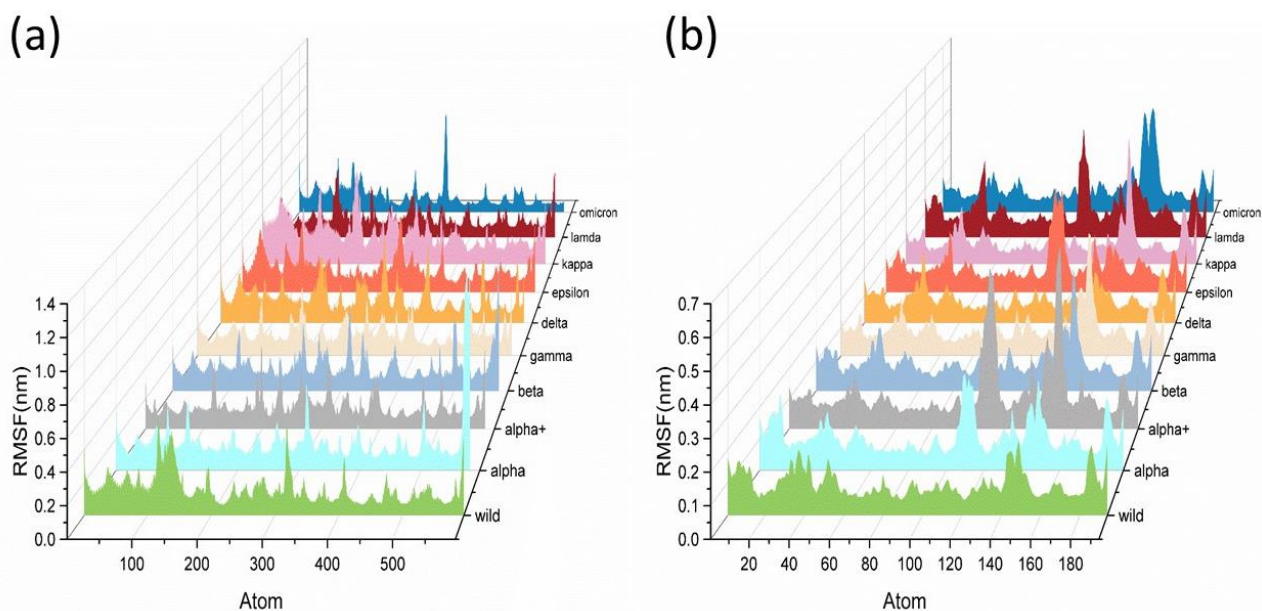 (a)
omicron
lamda
kappa
epsilon
delta
gamma
beta
alpha+
alpha
wild
1.4
1.2
1.0
0.8
0.6
0.4
0.2
0.0
RMSF(nm)
100 200 300 400 500
Atom
(b)
omicron
lamda
kappa
epsilon
delta
gamma
beta
alpha+
alpha
wild
0.7
0.6
0.5
0.4
0.3
0.2
0.1
0.0
RMSF(nm)
20 40 60 80 100 120 140 160 180
Atom